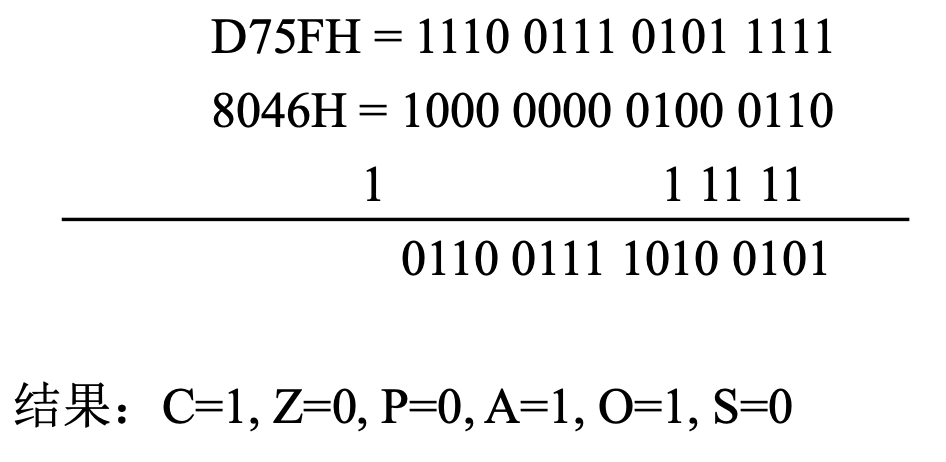 D75FH = 1110 0111 0101 1111
8046H = 1000 0000 0100 0110
1 1 11 11
0110 0111 1010 0101
结果：C=1, Z=0, P=0, A=1, O=1, S=0